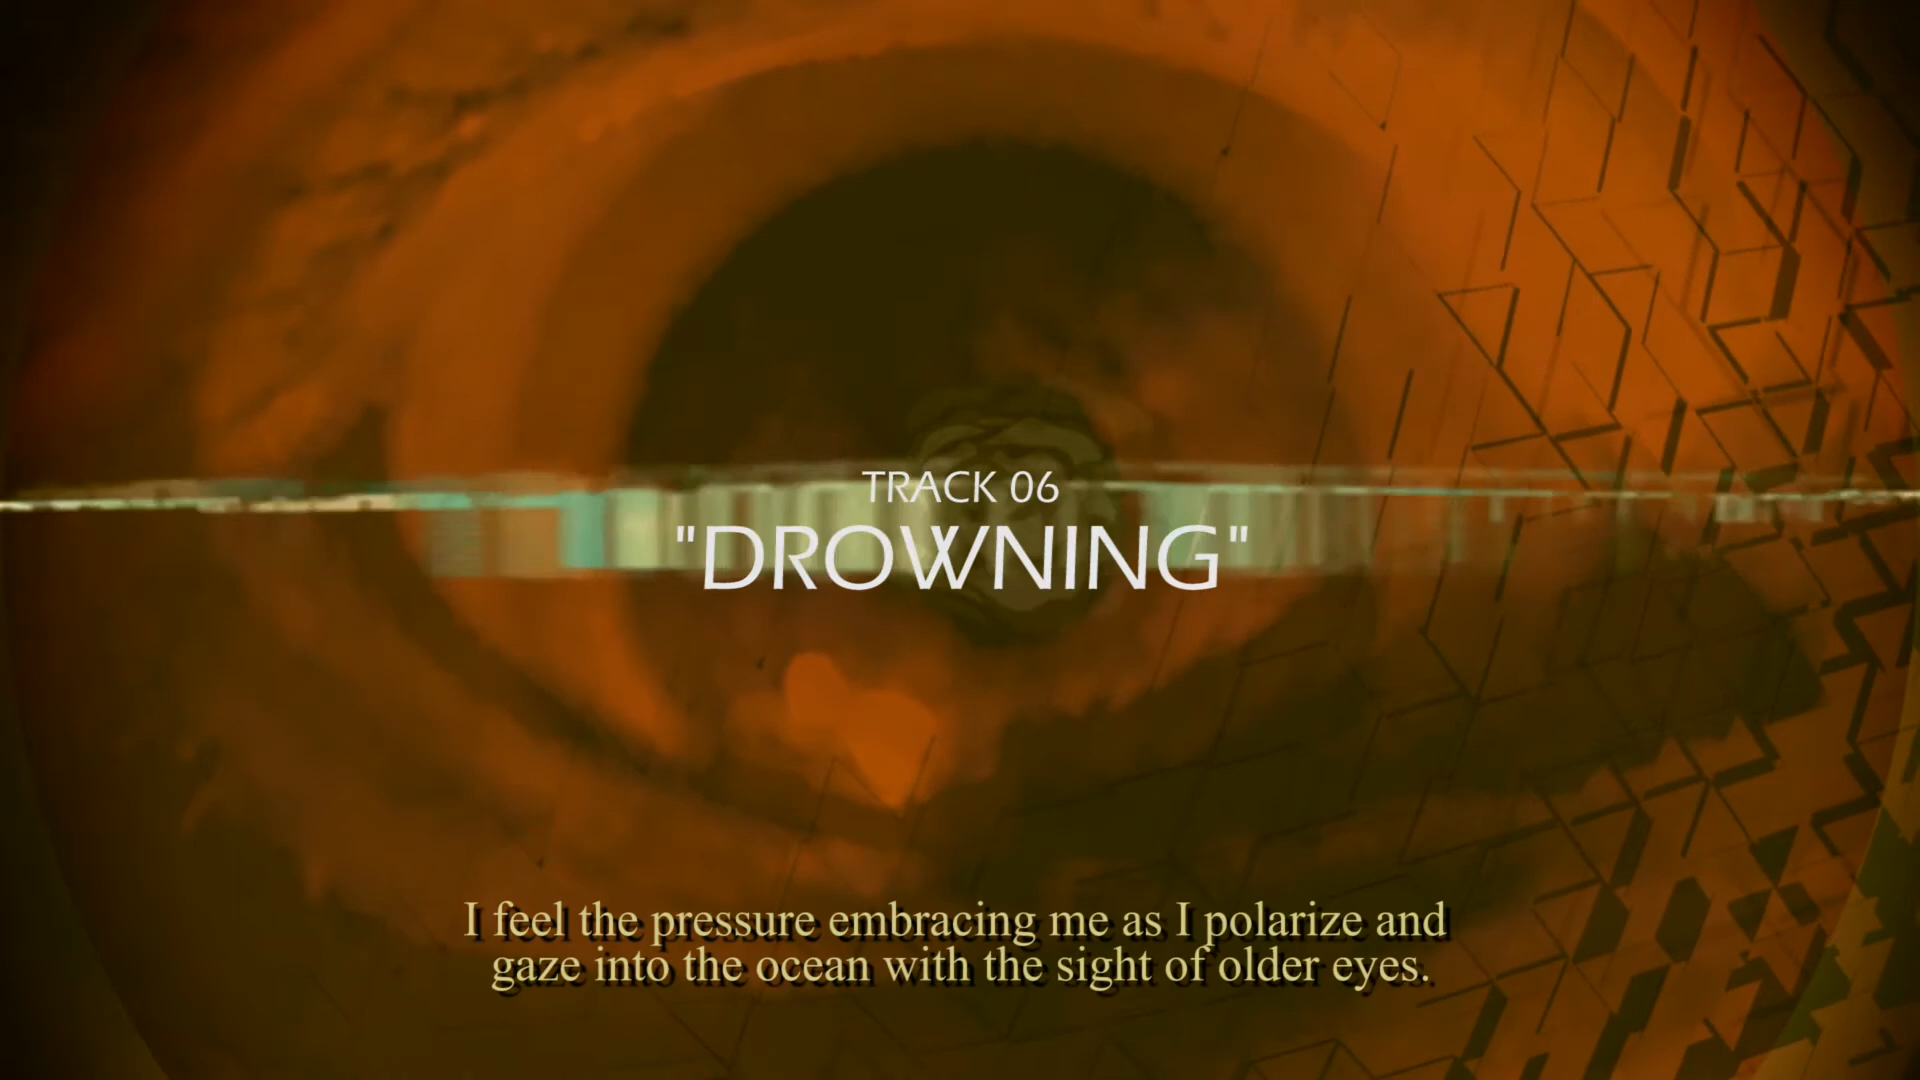 TRACK 06
"DROWNING"
I feel the pressure embracing me as I polarize and
gaze into the ocean with the sight of older eyes.